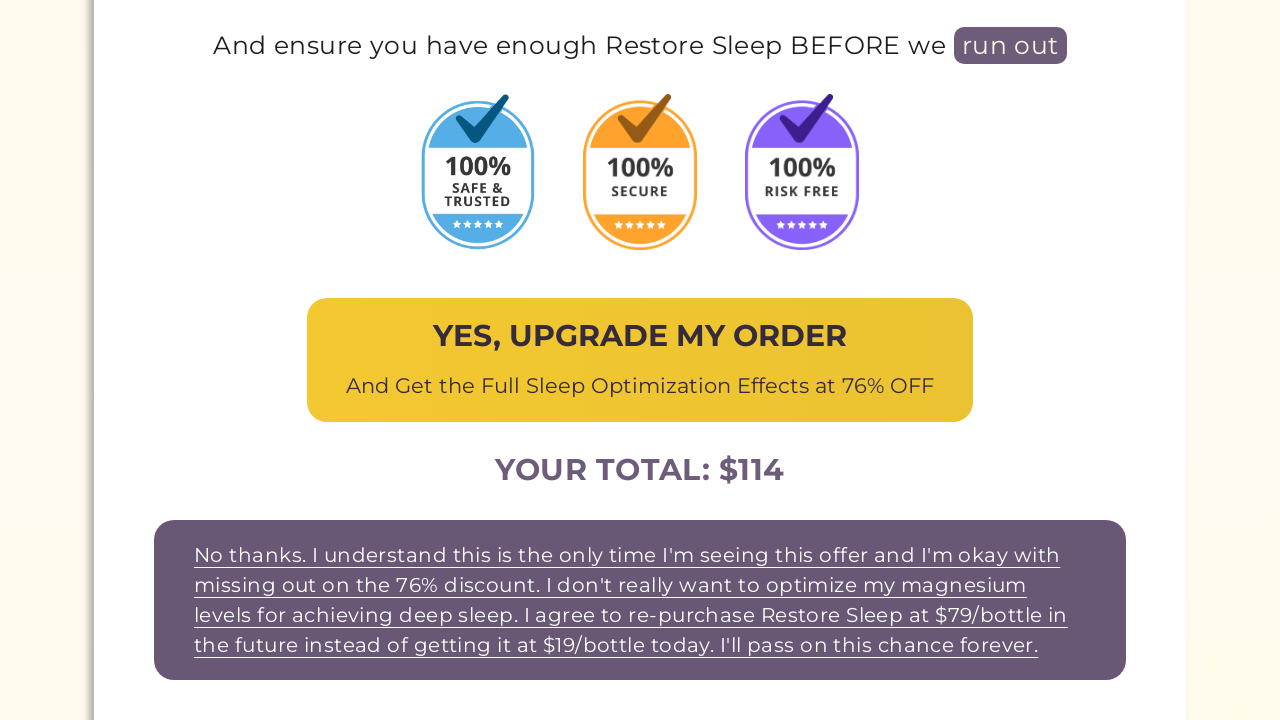 And ensure you have enough Restore Sleep BEFORE we run out
100%
SAFE &
TRUSTED
100%
SECURE
100%
RISK FREE
YES, UPGRADE MY ORDER
And Get the Full Sleep Optimization Effects at 76% OFF
YOUR TOTAL: $114
No thanks. I understand this is the only time I'm seeing this offer and I'm okay with
missing out on the 76% discount. I don't really want to optimize my magnesium
levels for achieving deep sleep. I agree to re-purchase Restore Sleep at $79/bottle in
the future instead of getting it at $19/bottle today. I'll pass on this chance forever.